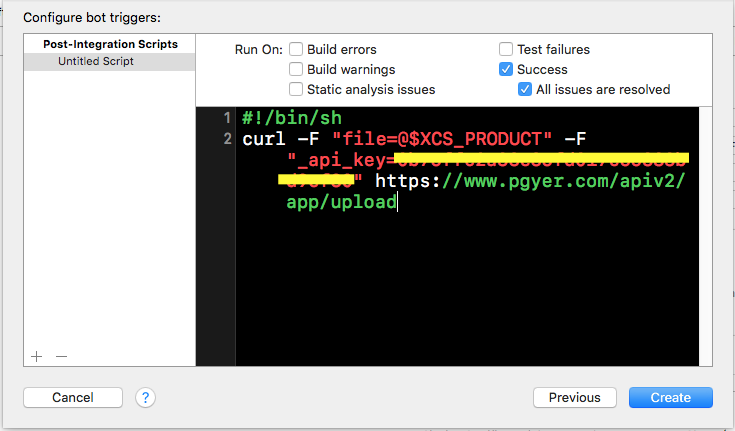 Configure bot triggers:
Post-Integration Scripts
Untitled Script
Run On:
Build errors
Test failures
Build warnings
Success
Static analysis issues
All issues are resolved
1 #!/bin/sh
2 curl -F "file=@$XCS_PRODUCT" -F
"_api_key=
" https://www.pgyer.com/apiv2/
app/upload
+ −
Cancel
?
Previous
Create